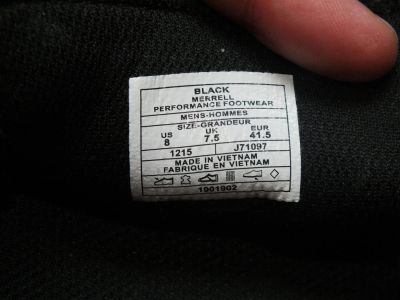 BLACK
MERRELL
PERFORMANCE FOOTWEAR
MENS-HOMMES
SIZE-GRANDEUR
US UK EUR
8 7.5 41.5
1215 J71097
MADE IN VIETNAM
FABRIQUE EN VIETNAM
1901902